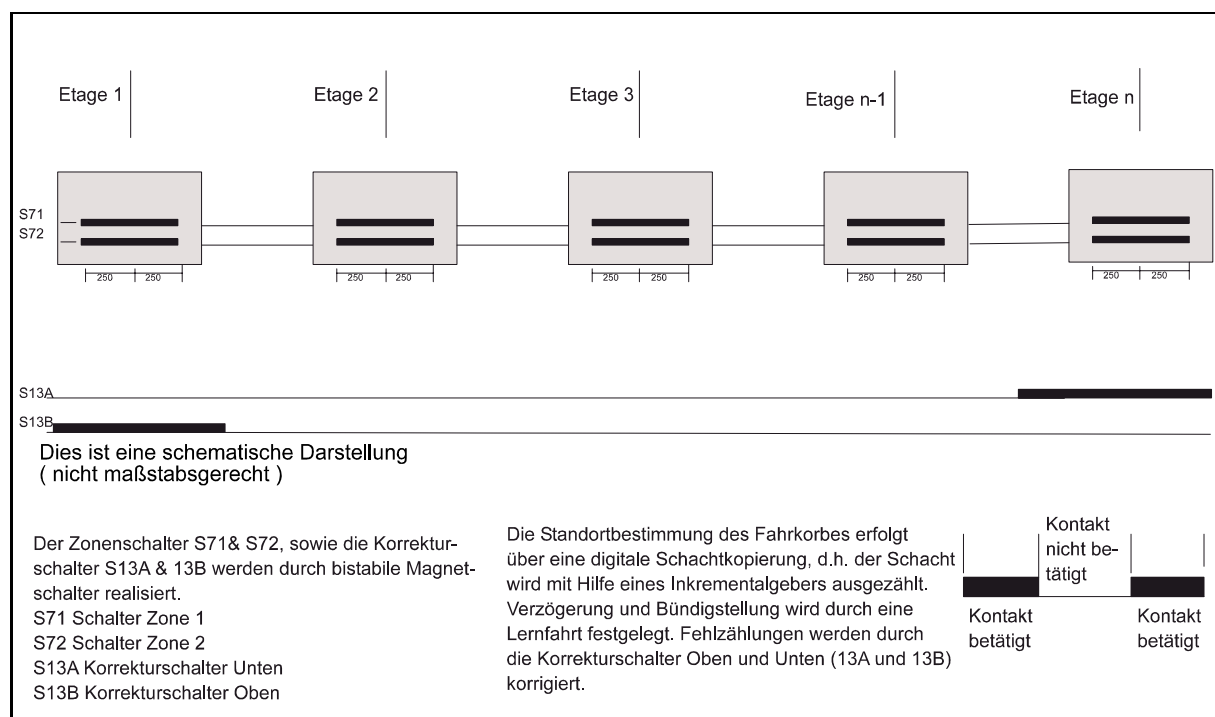 Etage 1
Etage 2
Etage 3
Etage n-1
Etage n
S71
S72
250 250
250 250
250 250
250 250
250 250
S13A
S13B
Dies ist eine schematische Darstellung
( nicht maßstabsgerecht )
Der Zonenschalter S71& S72, sowie die Korrektur-
schalter S13A & 13B werden durch bistabile Magnet-
schalter realisiert.
S71 Schalter Zone 1
S72 Schalter Zone 2
S13A Korrekturschalter Unten
S13B Korrekturschalter Oben
Die Standortbestimmung des Fahrkorbes erfolgt
über eine digitale Schachtkopierung, d.h. der Schacht
wird mit Hilfe eines Inkrementalgebers ausgezählt.
Verzögerung und Bündigstellung wird durch eine
Lernfahrt festgelegt. Fehlzählungen werden durch
die Korrekturschalter Oben und Unten (13A und 13B)
korrigiert.
Kontakt
nicht be-
tätigt
Kontakt
betätigt
Kontakt
betätigt